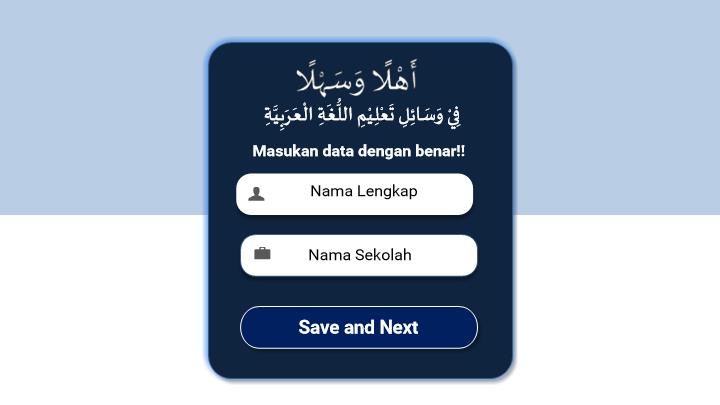 أَهْلًا وَسَهْلًا
فِيْ وَسَائِلِ تَعْلِيْمِ اللُّغَةِ الْعَرَبِيَّةِ
Masukan data dengan benar!!
Nama Lengkap
Nama Sekolah
Save and Next